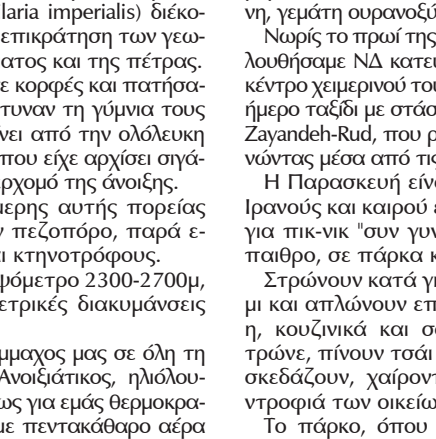 laria imperialis) διέκο-
επικράτηση των γεω-
ατος και της πέτρας.
ε κορφές και πατήσα-
τυναν τη γύμνια τους
νει από την ολόλευκη
που είχε αρχίσει σιγά-
ρχομό της άνοιξης.
μερης αυτής πορείας
ν πεζοπόρο, παρά ε-
ι κτηνοτρόφους.
ψόμετρο 2300-2700μ,
ετρικές διακυμάνσεις
μμαχος μας σε όλη τη
Ανοιξιάτικος, ηλιόλου-
ως για εμάς θερμοκρα-
με πεντακάθαρο αέρα
νη, γεμάτη ουρανοξύ
Νωρίς το πρωί της
λουθήσαμε ΝΔ κατευ
κέντρο χειμερινού του
ήμερο ταξίδι με στάσ
Zayandeh-Rud, που ρ
νώντας μέσα από τις
Η Παρασκευή είνα
Ιρανούς και καιρού ε
για πικ-νικ "συν γυν
παιθρο, σε πάρκα κ
Στρώνουν κατά γι
μι και απλώνουν επ
η, κουζινικά και σ
τρώνε, πίνουν τσάι
σκεδάζουν, χαίροντ
ντροφιά των οικείω
Το πάρκο, όπου